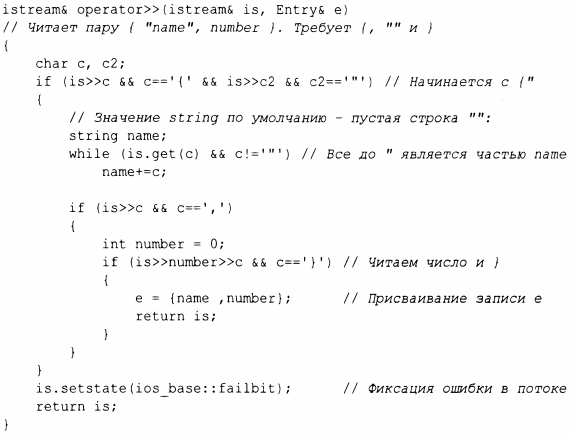 istream& operator>>(istream& is, Entry& e)
// Читает пару { "name", number }. Требует {, "" и }
{
    char c, c2;
    if (is>>c && c=='{' && is>>c2 && c2=='"') // Начинается с {"
    {
        // Значение string по умолчанию - пустая строка "":
        string name;
        while (is.get(c) && c!='"') // Все до " является частью name
            name+=c;

        if (is>>c && c==',')
        {
            int number = 0;
            if (is>>number>>c && c=='}') // Читаем число и }
            {
                e = {name ,number};      // Присваивание записи e
                return is;
            }
        }
    }
    is.setstate(ios_base::failbit);      // Фиксация ошибки в потоке
    return is;
}